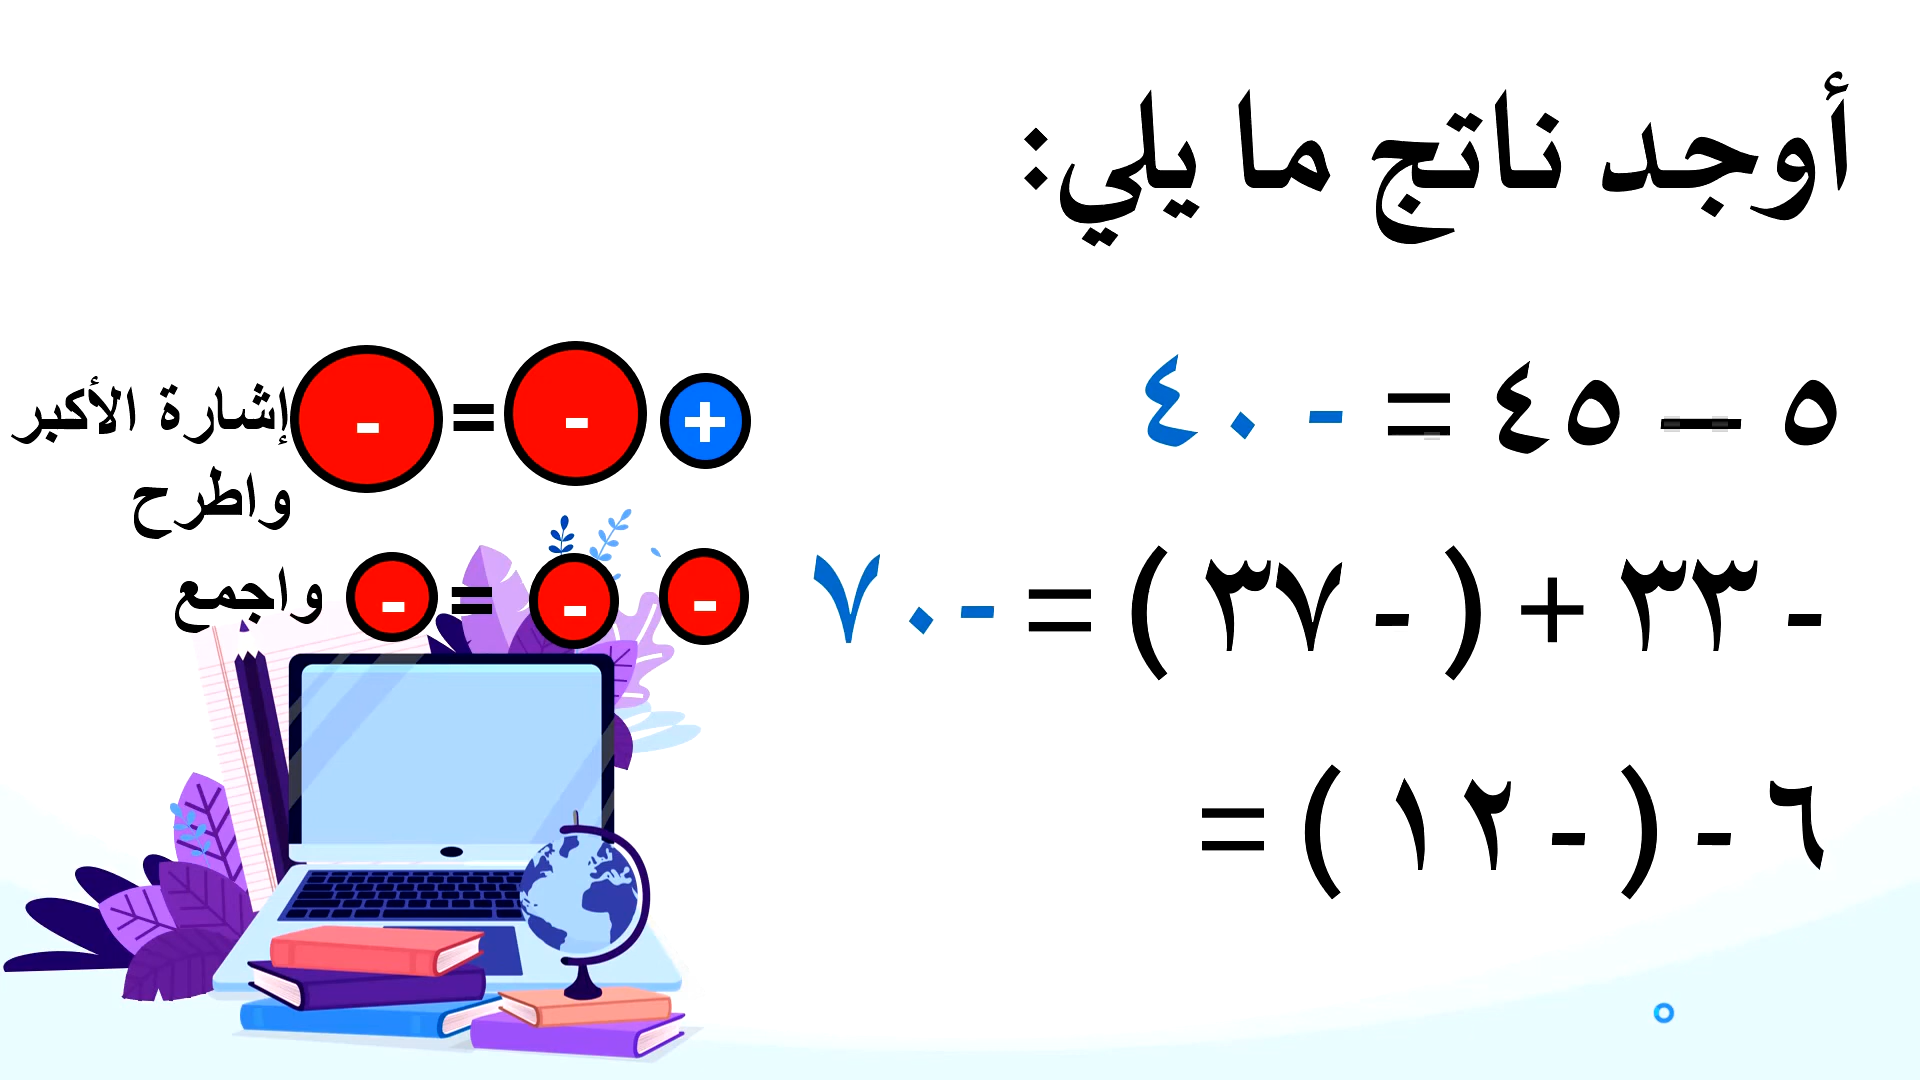 أوجد ناتج ما يلي:
٥ – ٤٥ = - ٤٠
+ - = - إشارة الأكبر
واطرح
- ٣٣ + ( - ٣٧ ) = -٧٠
- - = - واجمع
٦ - ( - ١٢ ) =